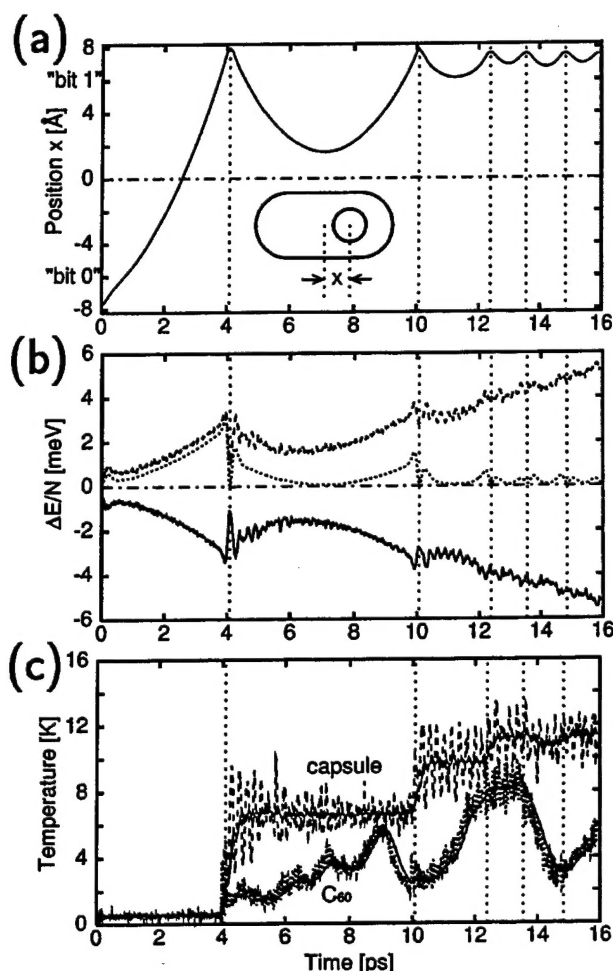 (a)
8
"bit 1"
4
0
-4
"bit 0"
-8
Position x [Å]
x
0 2 4 6 8 10 12 14 16
(b)
6
4
2
0
-2
-4
-6
ΔE/N [meV]
0 2 4 6 8 10 12 14 16
(c)
16
12
8
4
0
Temperature [K]
capsule
C60
0 2 4 6 8 10 12 14 16
Time [ps]